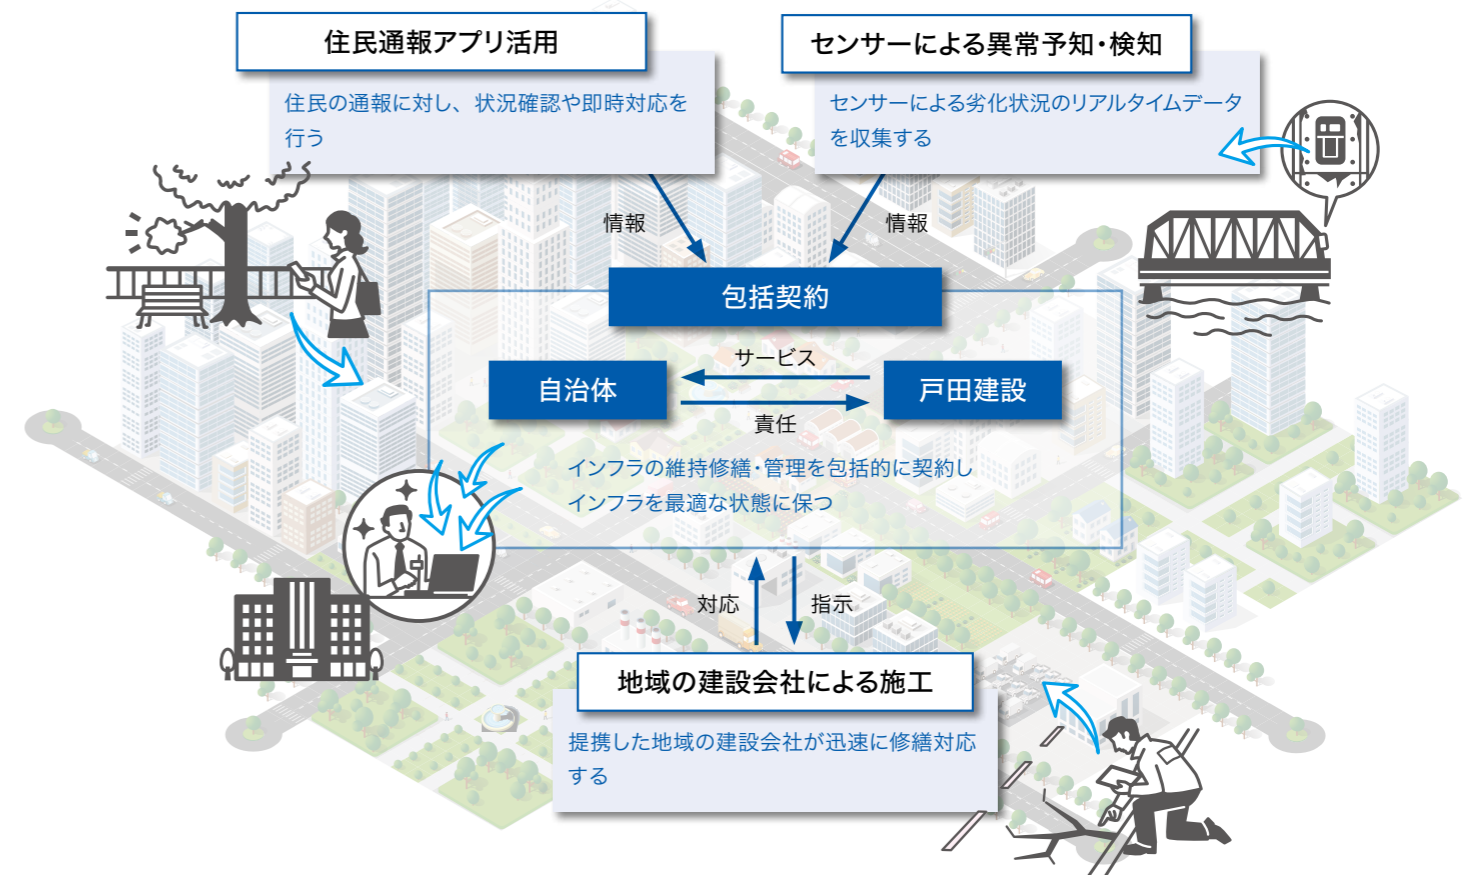 住民通報アプリ活用
住民の通報に対し、状況確認や即時対応を
行う
センサーによる異常予知・検知
センサーによる劣化状況のリアルタイムデータ
を収集する
情報
情報
包括契約
自治体
サービス
責任
戸田建設
インフラの維持修繕・管理を包括的に契約し
インフラを最適な状態に保つ
対応
指示
地域の建設会社による施工
提携した地域の建設会社が迅速に修繕対応
する